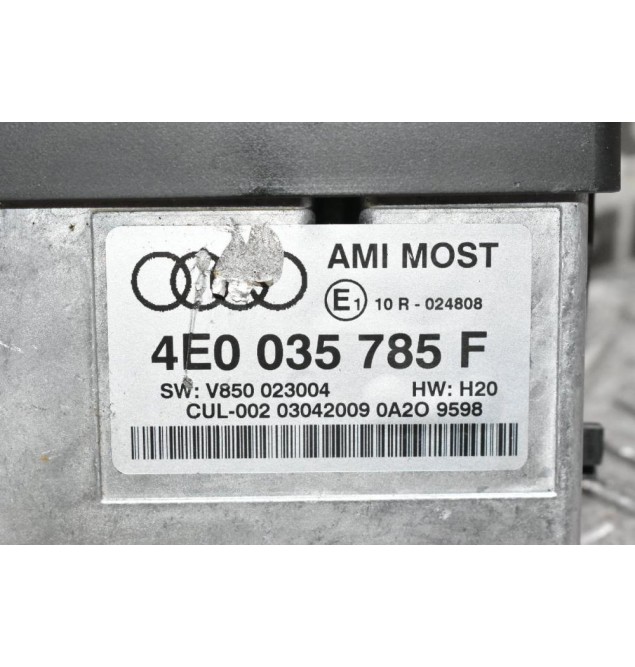 AMI MOST
E1 10 R - 024808
4E0 035 785 F
SW: V850 023004 HW: H20
CUL-002 03042009 0A2O 9598